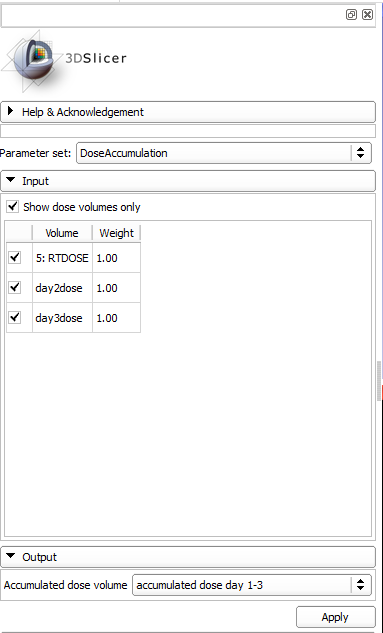 3DSlicer
Help & Acknowledgement
Parameter set: DoseAccumulation
Input
Show dose volumes only
Volume Weight
5: RTDOSE 1.00
day2dose 1.00
day3dose 1.00
Output
Accumulated dose volume accumulated dose day 1-3
Apply